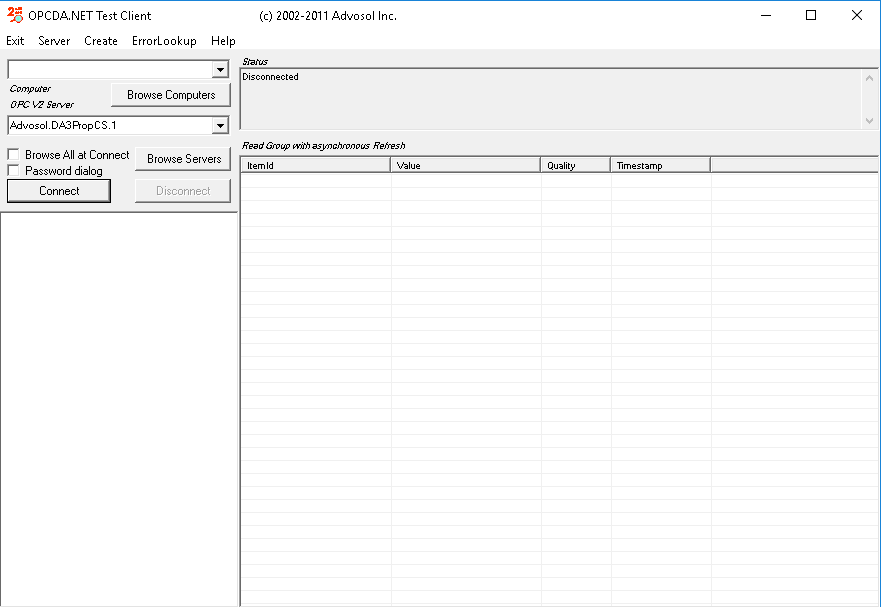 OPCDA.NET Test Client (c) 2002-2011 Advosol Inc.
Exit Server Create ErrorLookup Help
Status
Disconnected
Computer
OPC V2 Server
Browse Computers
Advosol.DA3PropCS.1
Browse All at Connect
Browse Servers
Password dialog
Connect
Disconnect
Read Group with asynchronous Refresh
ItemId Value Quality Timestamp